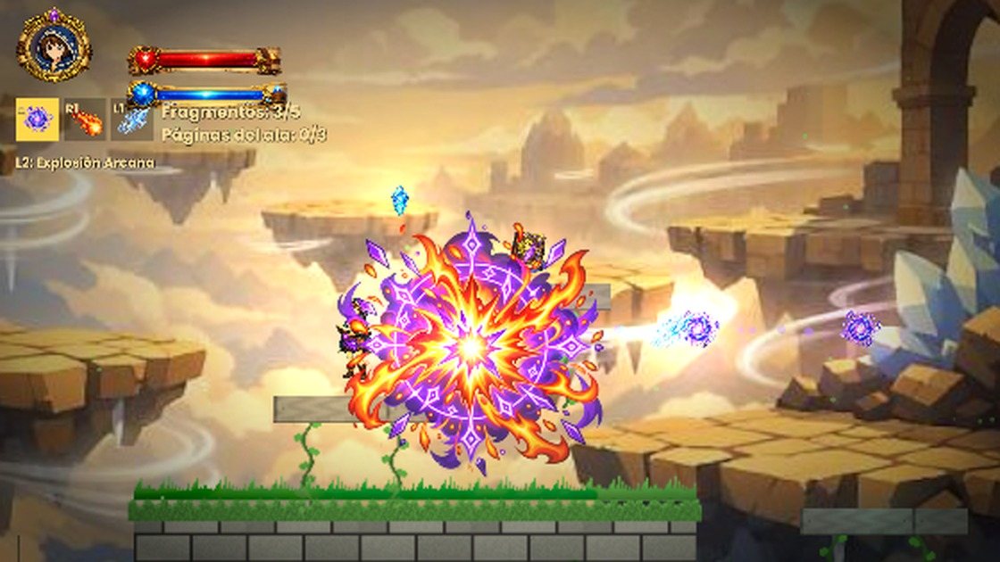 R1
L1
Fragmentos: 3/5
Páginas del ala: 0/3
L2: Explosión Arcana